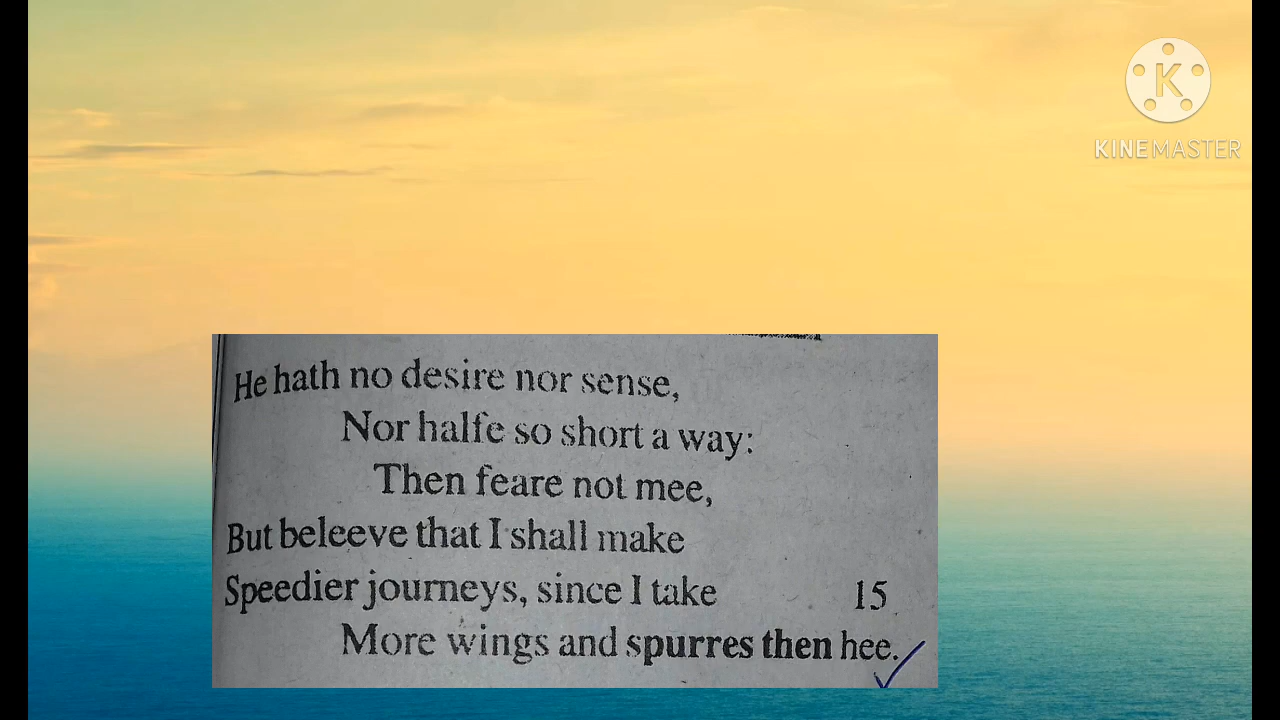 KINEMASTER
He hath no desire nor sense,
Nor halfe so short a way:
Then feare not mee,
But beleeve that I shall make
Speedier journeys, since I take 15
More wings and spurres then hee.